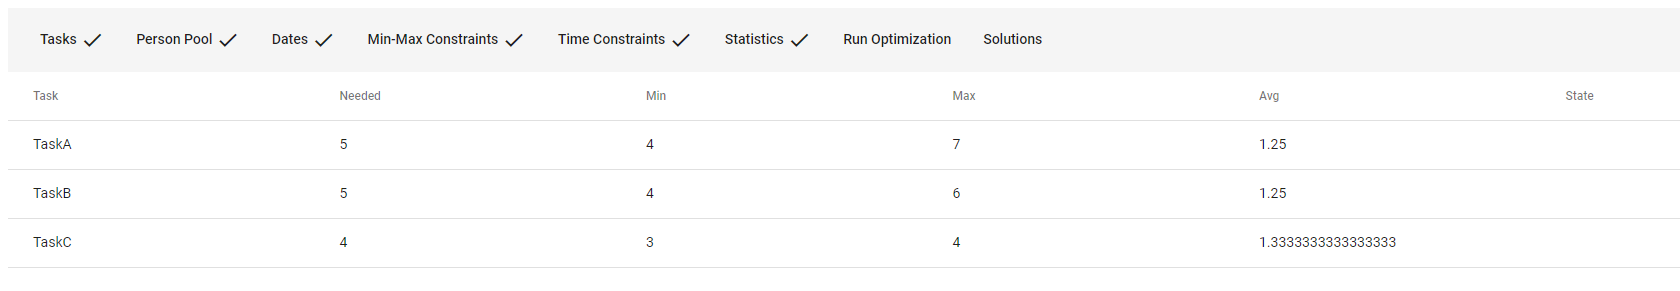 Tasks Person Pool Dates Min-Max Constraints Time Constraints Statistics Run Optimization Solutions
Task Needed Min Max Avg State
TaskA 5 4 7 1.25
TaskB 5 4 6 1.25
TaskC 4 3 4 1.3333333333333333